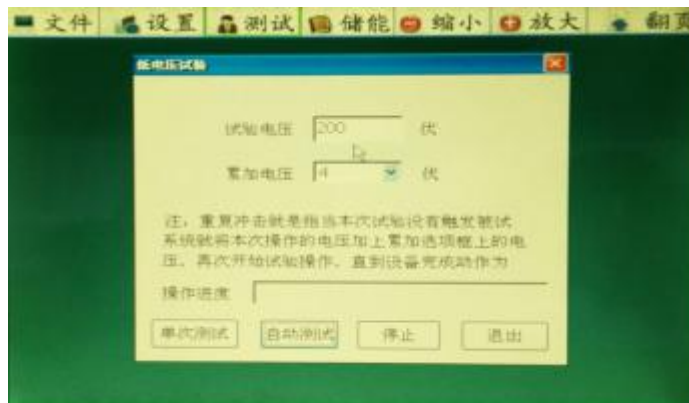 文件 设置 测试 储能 缩小 放大 翻页
低电压试验
试验电压 200 伏
累加电压 4 伏
注：重复冲击就是指当本次试验没有触发被试
系统就将本次操作的电压加上累加选项框上的电
压，再次开始试验操作，直到设备完成动作为
操作进度
单次测试 自动测试 停止 退出